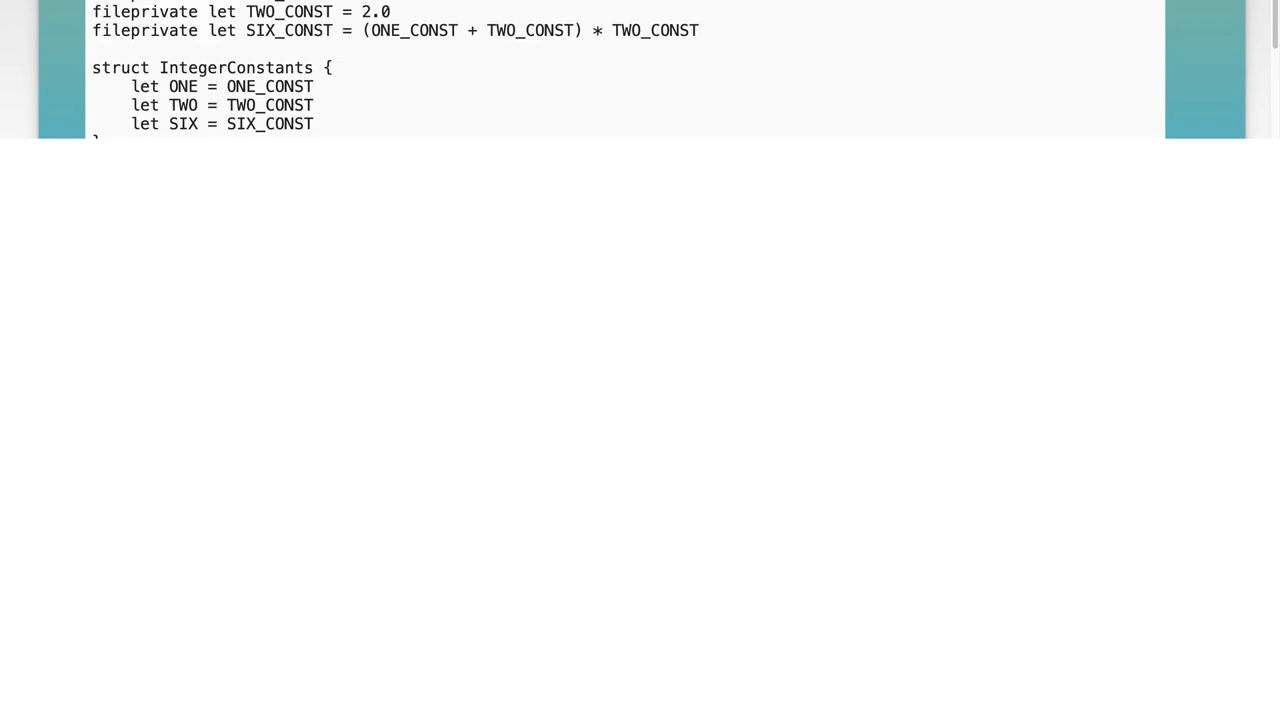 fileprivate let TWO_CONST = 2.0
fileprivate let SIX_CONST = (ONE_CONST + TWO_CONST) * TWO_CONST
struct IntegerConstants {
let ONE = ONE_CONST
let TWO = TWO_CONST
let SIX = SIX_CONST